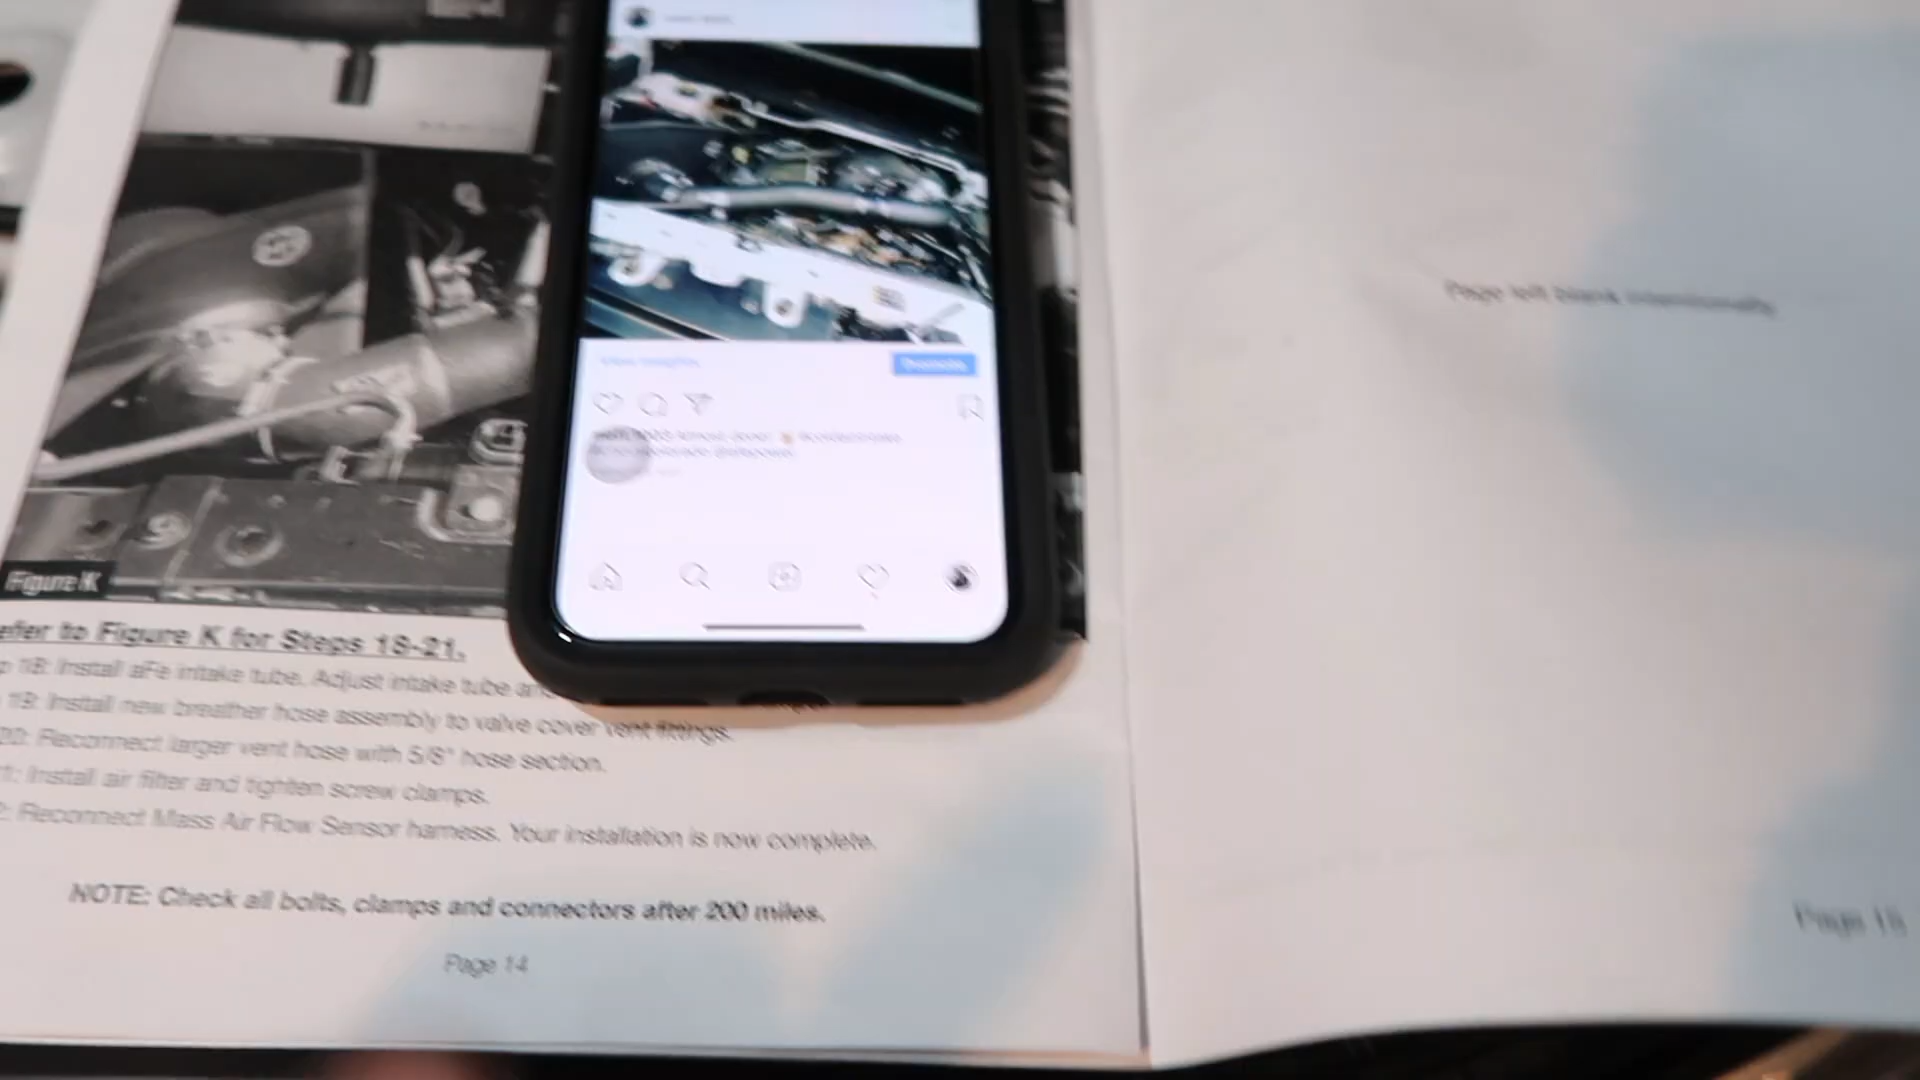 View Insights
Promote
Figure K
efer to Figure K for Steps 18-21.
p 18: Install aFe intake tube. Adjust intake tube an
19: Install new breather hose assembly to valve cover vent fittings.
20: Reconnect larger vent hose with 5/8" hose section.
1: Install air filter and tighten screw clamps.
2: Reconnect Mass Air Flow Sensor harness. Your installation is now complete.
NOTE: Check all bolts, clamps and connectors after 200 miles.
Page 14
Page left blank intentionally
Page 15